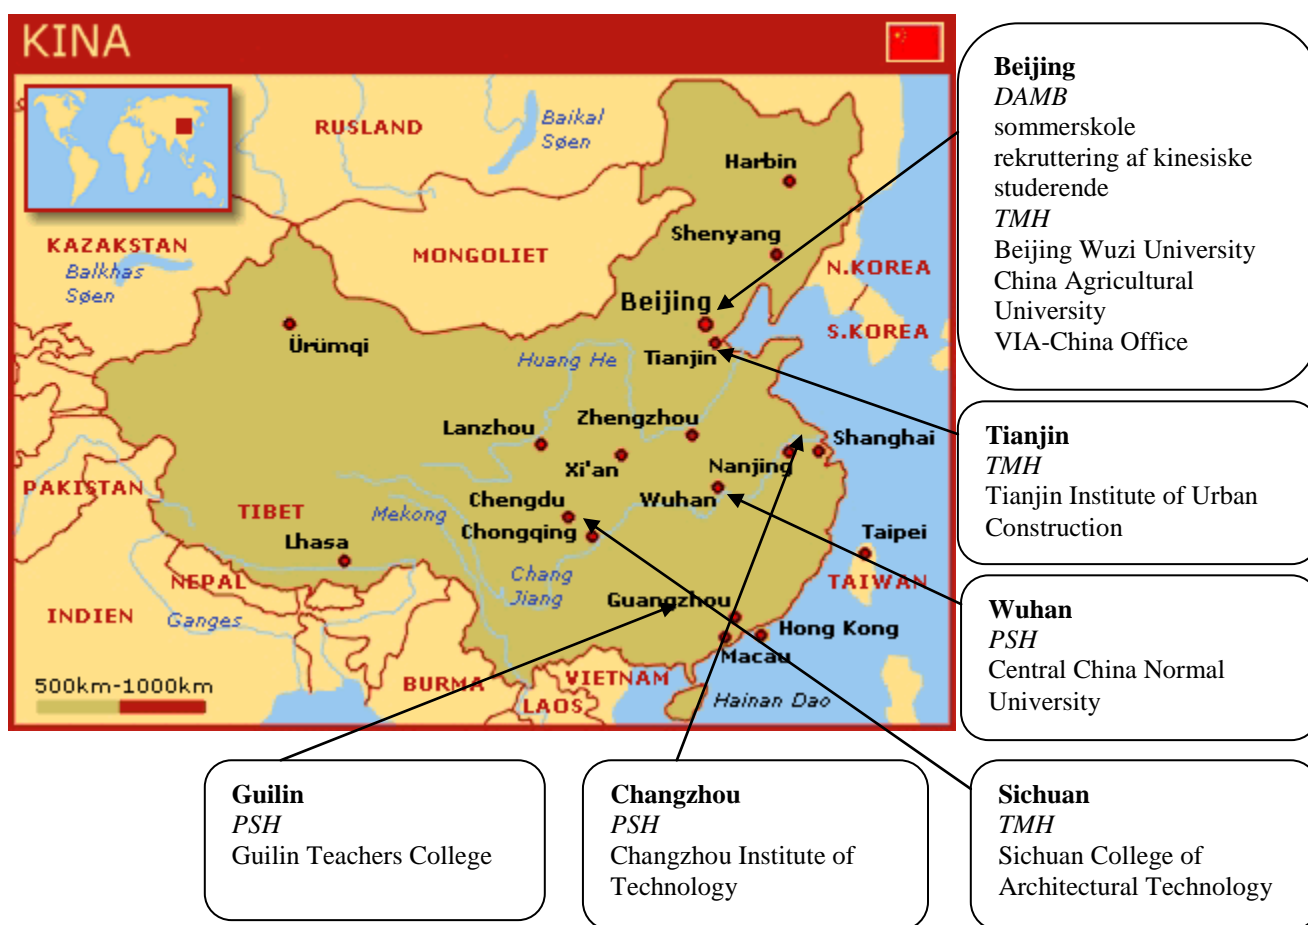 KINA
RUSLAND
Baikal
Søen
Harbin
KAZAKSTAN
Balkhas
Søen
MONGOLIET
Shenyang
N.KOREA
Beijing
S.KOREA
Ürümqi
Huang He
Tianjin
Lanzhou
Zhengzhou
Shanghai
Xi'an
Nanjing
PAKISTAN
TIBET
Mekong
Chengdu
Wuhan
Chongqing
Taipei
Lhasa
NEPAL
Chang
Jiang
TAIWAN
INDIEN
Ganges
Guangzhou
Hong Kong
Macau
500km-1000km
BURMA
VIETNAM
LAOS
Hainan Dao
Beijing
DAMB
sommerskole
rekruttering af kinesiske
studerende
TMH
Beijing Wuzi University
China Agricultural
University
VIA-China Office
Tianjin
TMH
Tianjin Institute of Urban
Construction
Wuhan
PSH
Central China Normal
University
Guilin
PSH
Guilin Teachers College
Changzhou
PSH
Changzhou Institute of
Technology
Sichuan
TMH
Sichuan College of
Architectural Technology